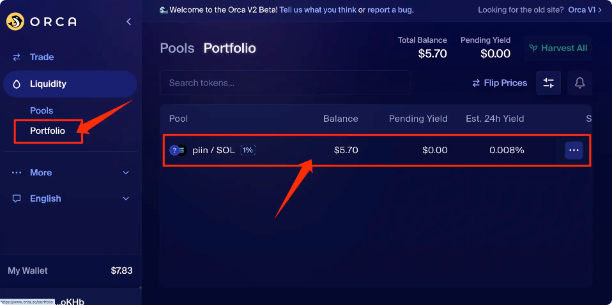 Welcome to the Orca V2 Beta! Tell us what you think or report a bug.
Looking for the old site? Orca V1 >
ORCA
Trade
Liquidity
Pools
Portfolio
More
English
My Wallet $7.83
...oKHb
Pools Portfolio
Total Balance
$5.70
Pending Yield
$0.00
Harvest All
Search tokens...
Flip Prices
Pool Balance Pending Yield Est. 24h Yield S
piin / SOL 1% $5.70 $0.00 0.008% ...